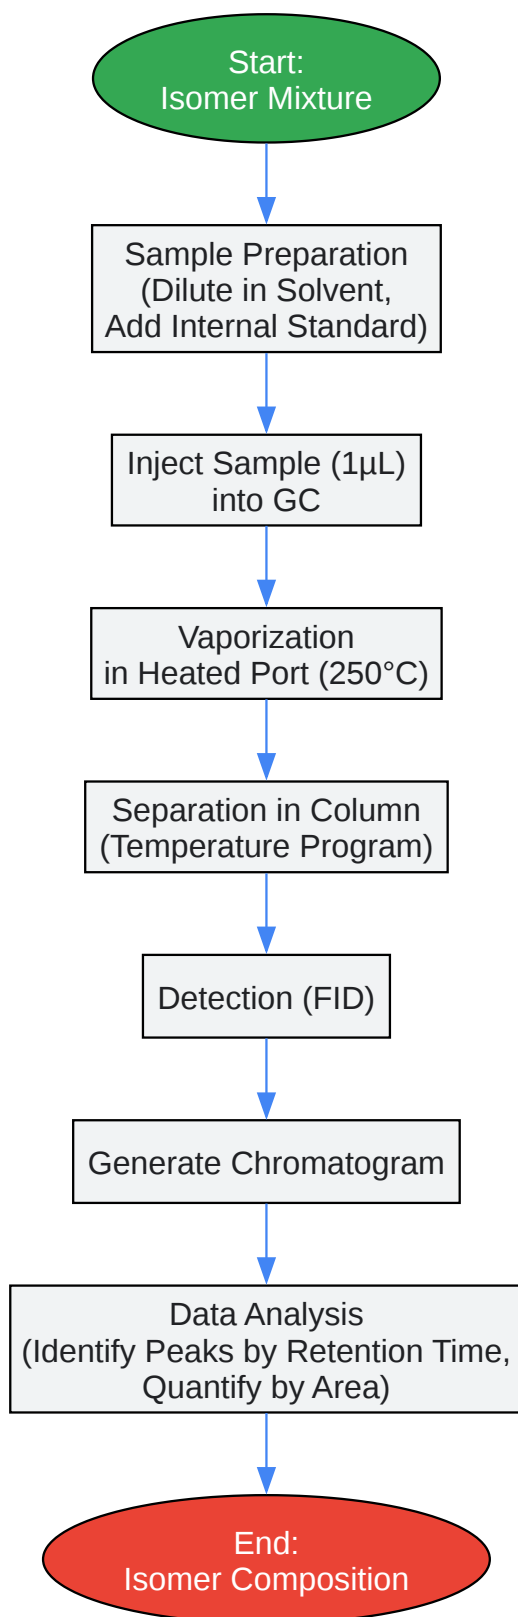 Start:
Isomer Mixture
Sample Preparation
(Dilute in Solvent,
Add Internal Standard)
Inject Sample (1µL)
into GC
Vaporization
in Heated Port (250°C)
Separation in Column
(Temperature Program)
Detection (FID)
Generate Chromatogram
Data Analysis
(Identify Peaks by Retention Time,
Quantify by Area)
End:
Isomer Composition